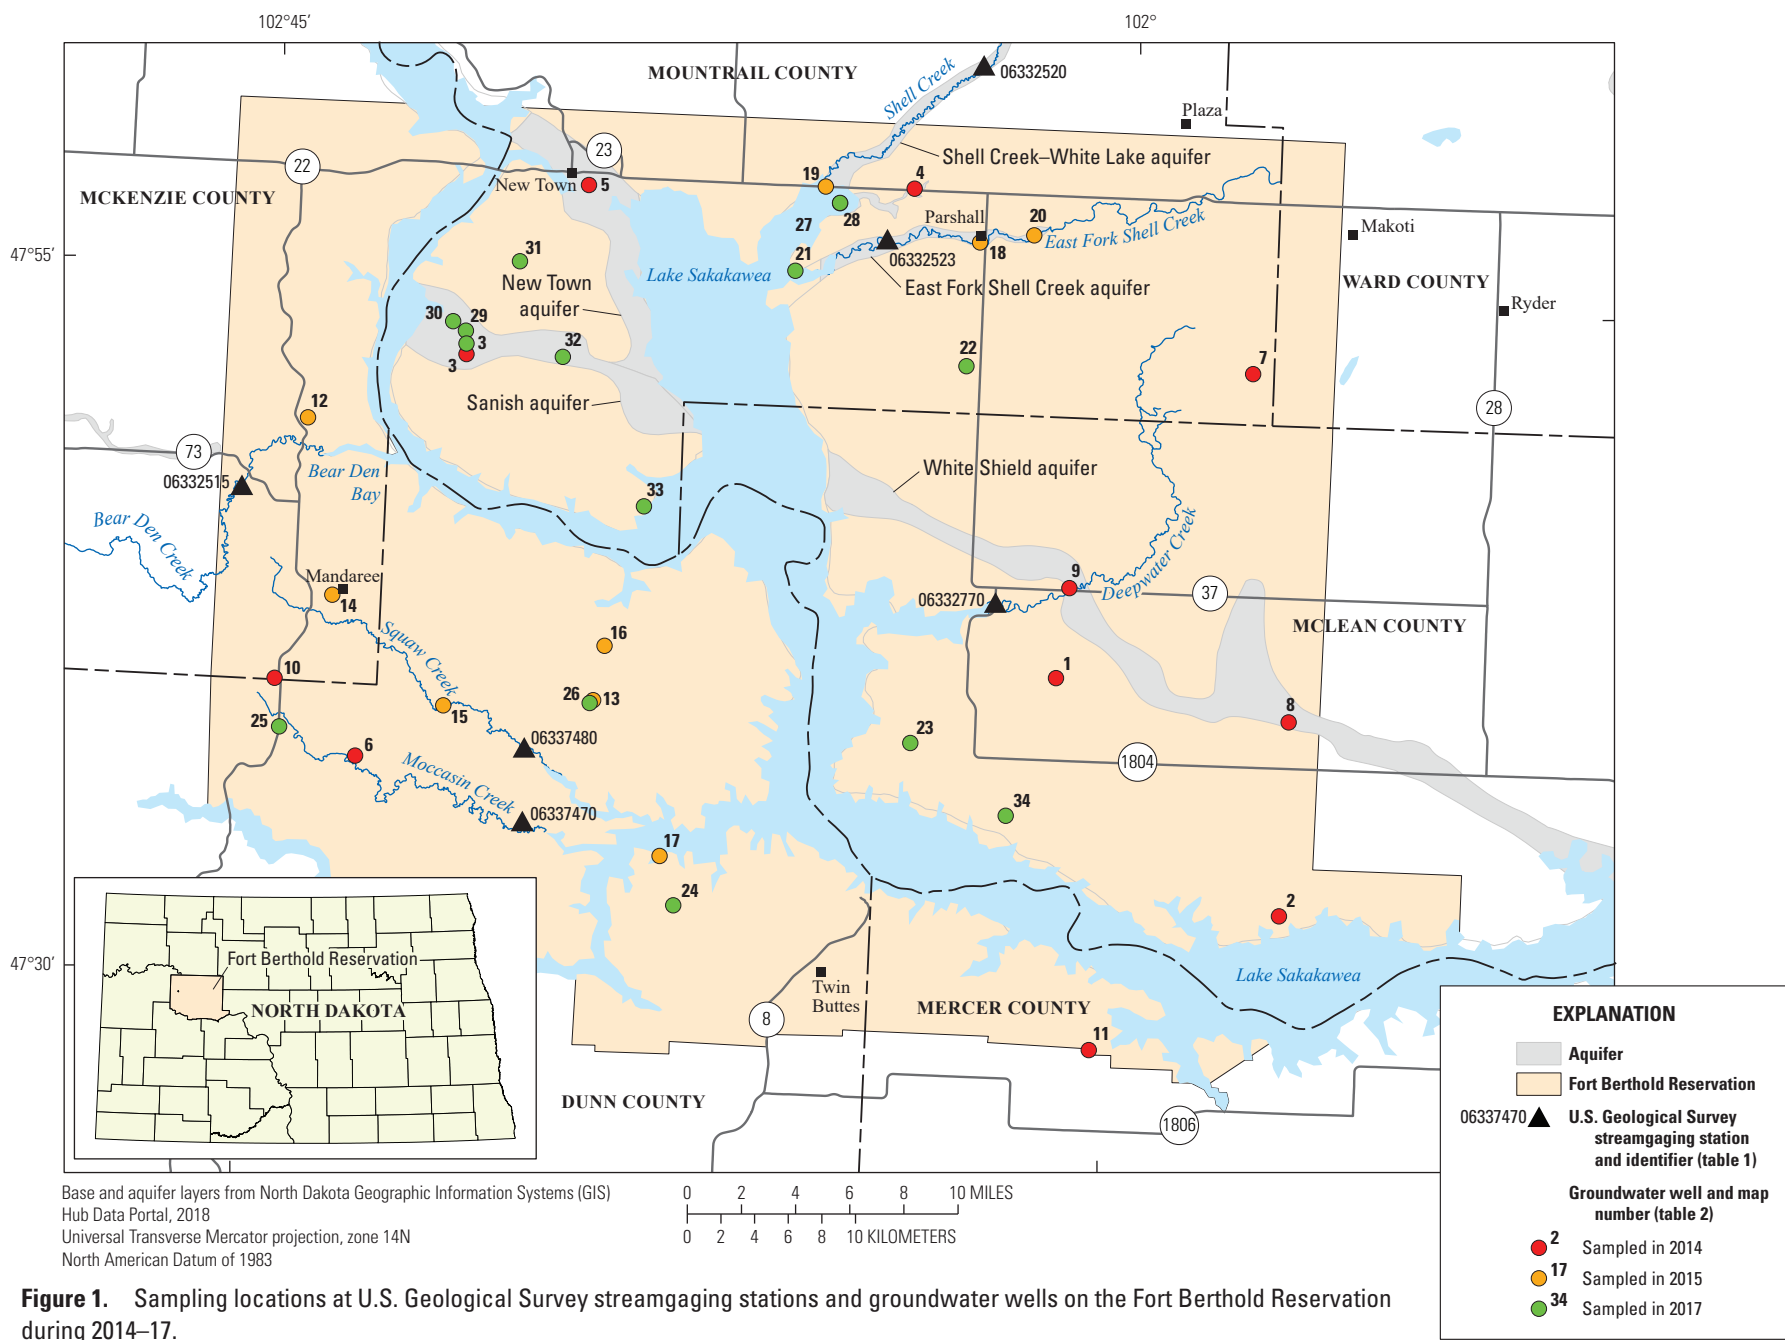 102°45′
102°
MOUNTRAIL COUNTY
Shell Creek
06332520
Plaza
23
22
Shell Creek–White Lake aquifer
New Town
5
19
4
MCKENZIE COUNTY
28
27
Parshall
20
East Fork Shell Creek
Makoti
47°55′
31
Lake Sakakawea
21
06332523
18
New Town
aquifer
East Fork Shell Creek aquifer
WARD COUNTY
Ryder
30
29
3
3
32
22
7
Sanish aquifer
12
28
73
06332515
Bear Den
Bay
White Shield aquifer
33
Bear Den Creek
Deepwater Creek
Mandaree
14
9
06332770
37
Squaw Creek
16
MCLEAN COUNTY
10
1
26
13
15
8
25
23
6
06337480
1804
Moccasin Creek
06337470
34
17
24
2
Fort Berthold Reservation
NORTH DAKOTA
47°30′
Twin
Buttes
Lake Sakakawea
MERCER COUNTY
8
11
DUNN COUNTY
1806
EXPLANATION
Aquifer
Fort Berthold Reservation
06337470
U.S. Geological Survey
streamgaging station
and identifier (table 1)
Groundwater well and map
number (table 2)
2 Sampled in 2014
17 Sampled in 2015
34 Sampled in 2017
Base and aquifer layers from North Dakota Geographic Information Systems (GIS)
Hub Data Portal, 2018
Universal Transverse Mercator projection, zone 14N
North American Datum of 1983
0 2 4 6 8 10 MILES
0 2 4 6 8 10 KILOMETERS
Figure 1. Sampling locations at U.S. Geological Survey streamgaging stations and groundwater wells on the Fort Berthold Reservation
during 2014–17.